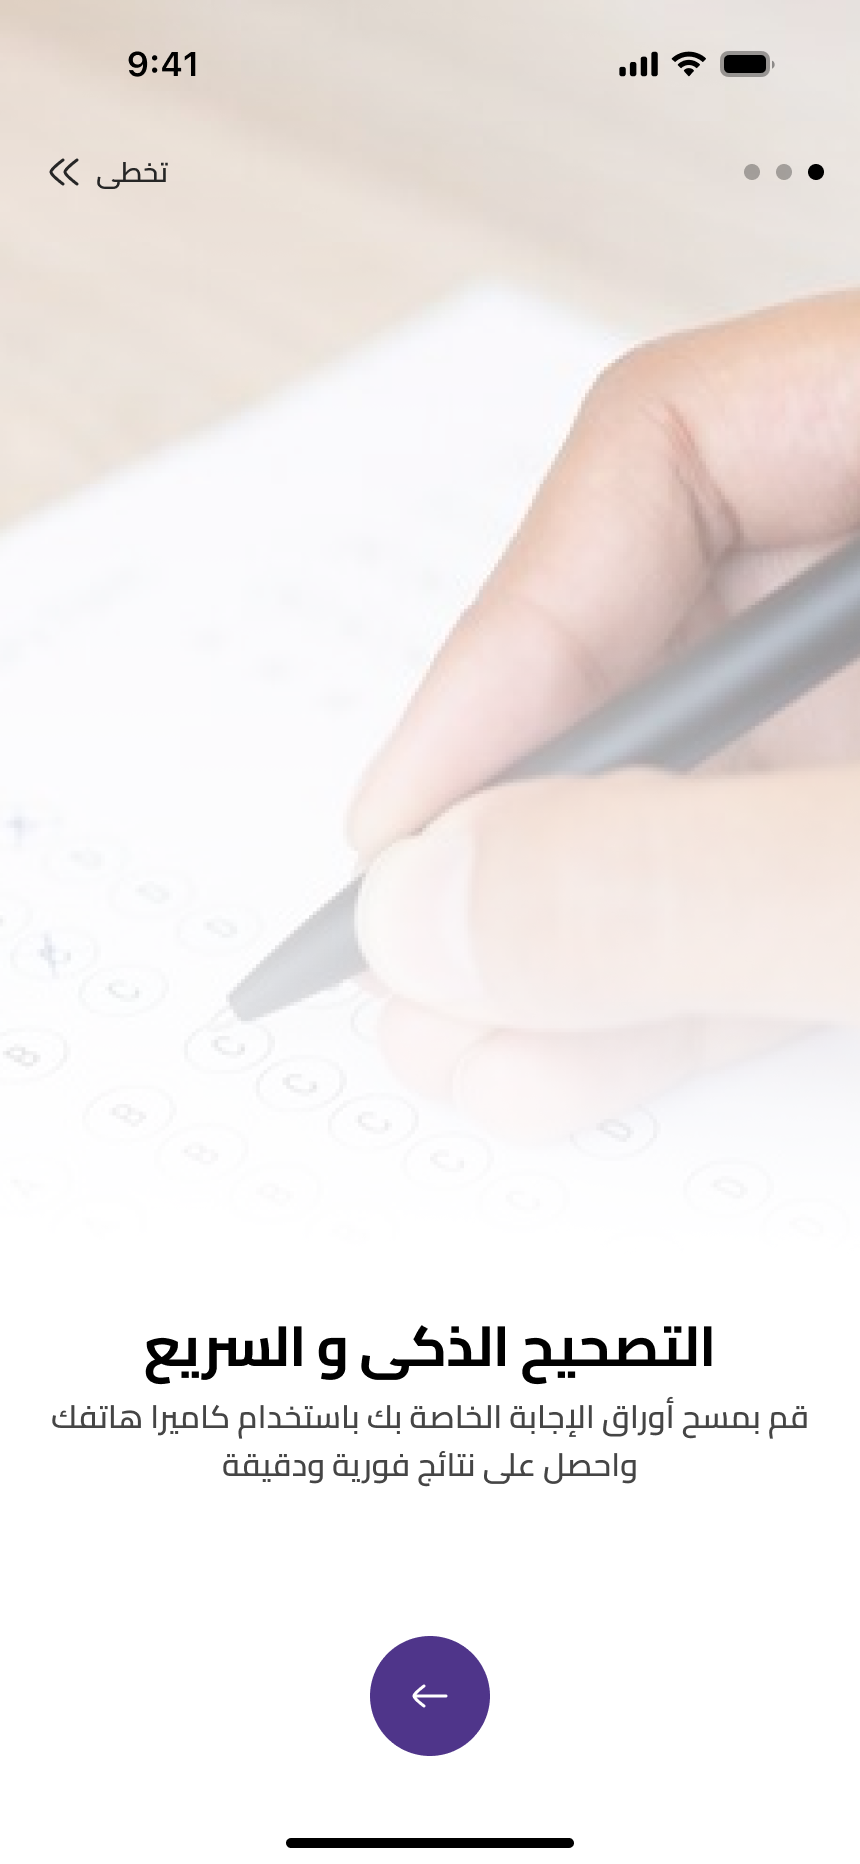 9:41
تخطى
التصحيح الذكى و السريع
قم بمسح أوراق الإجابة الخاصة بك باستخدام كاميرا هاتفك
واحصل على نتائج فورية ودقيقة
D
D
D
C
C
B
C
C
B
C
D
B
C
D